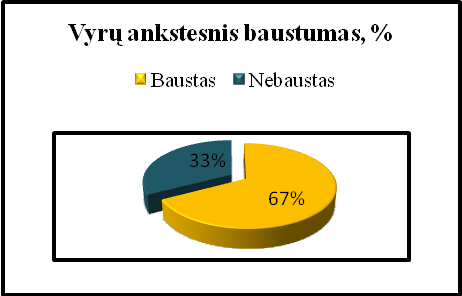 Vyrų ankstesnis baustumas, %
Baustas Nebaustas
33%
67%